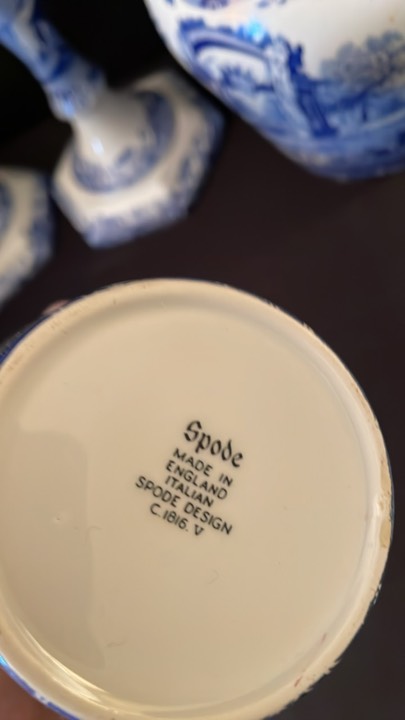 Spode
MADE IN
ENGLAND
ITALIAN
SPODE DESIGN
C.1816. V